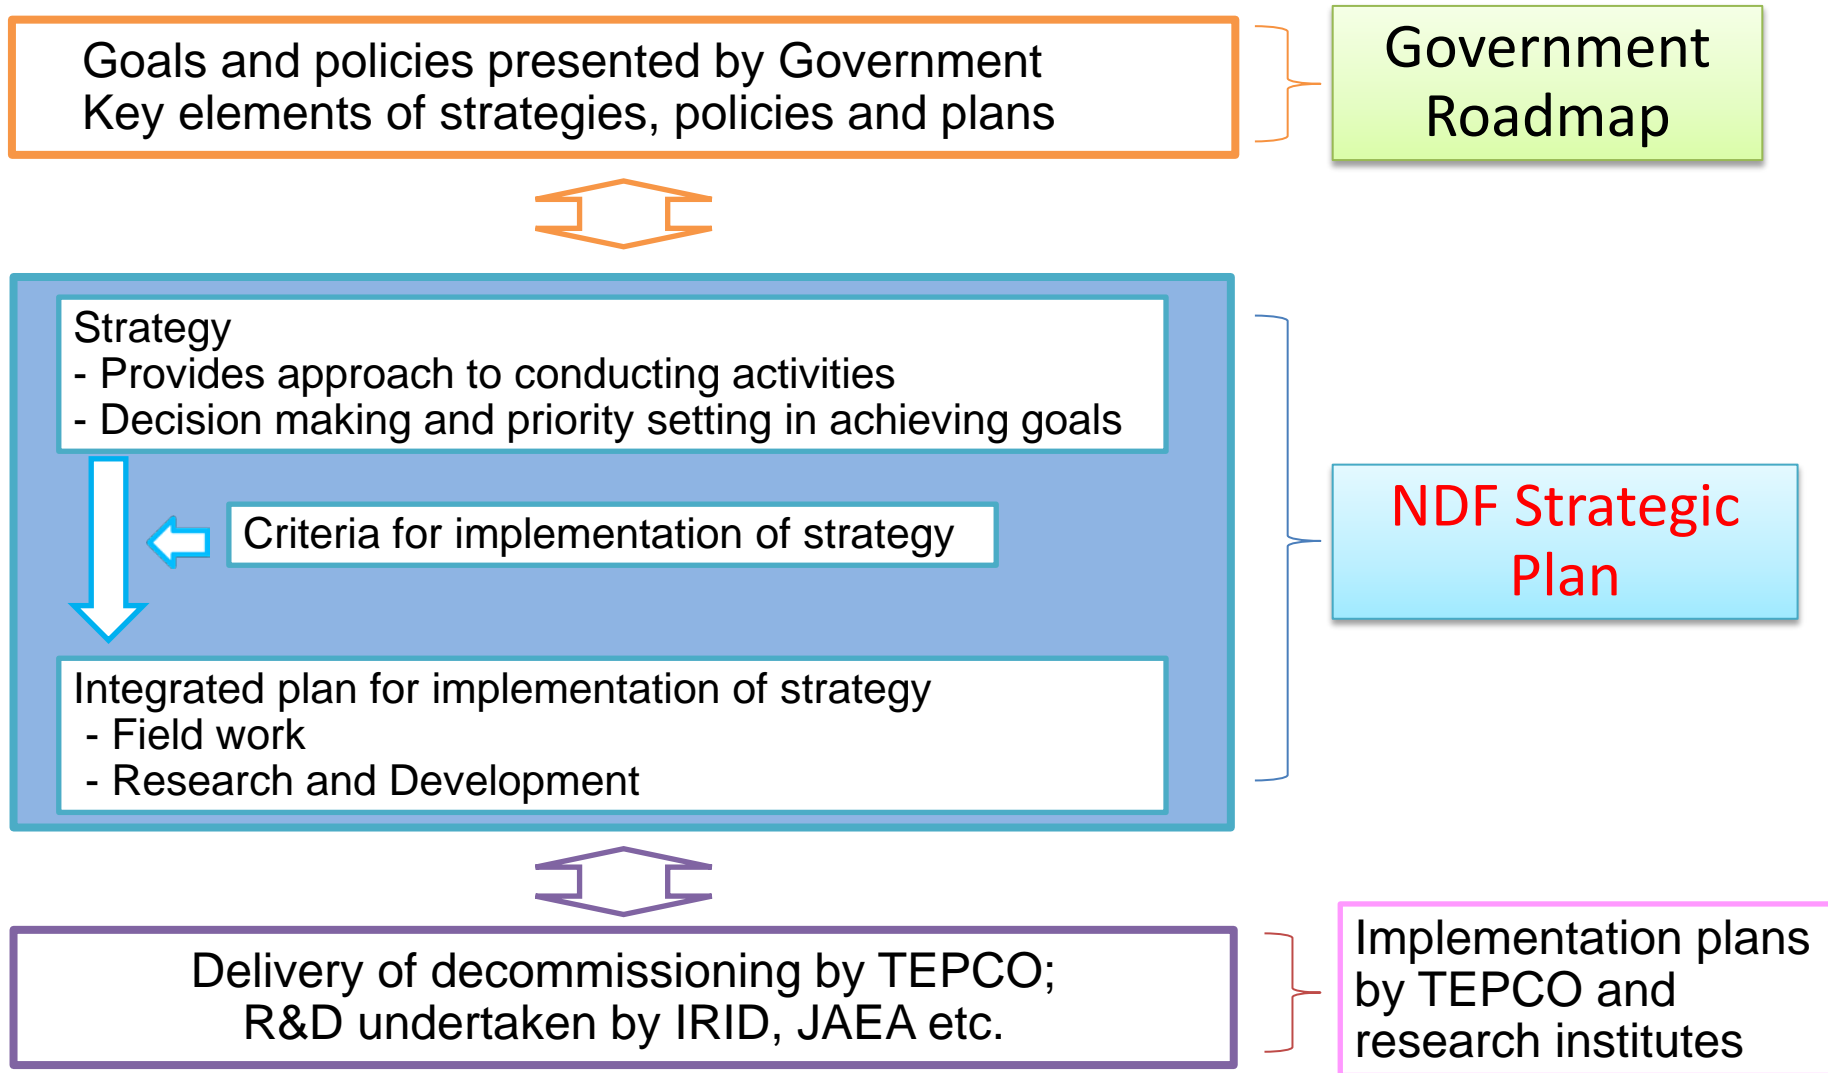 Goals and policies presented by Government
Key elements of strategies, policies and plans
Government
Roadmap
Strategy
- Provides approach to conducting activities
- Decision making and priority setting in achieving goals
Criteria for implementation of strategy
NDF Strategic
Plan
Integrated plan for implementation of strategy
- Field work
- Research and Development
Delivery of decommissioning by TEPCO;
R&D undertaken by IRID, JAEA etc.
Implementation plans
by TEPCO and
research institutes